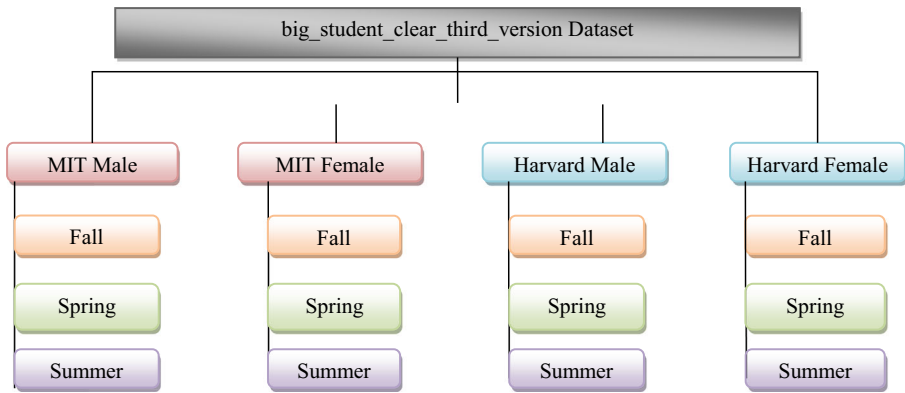 big_student_clear_third_version Dataset
MIT Male
MIT Female
Harvard Male
Harvard Female
Fall
Fall
Fall
Fall
Spring
Spring
Spring
Spring
Summer
Summer
Summer
Summer